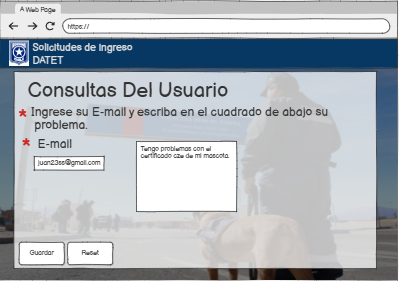 A Web Page
https://
Solicitudes de Ingreso
DATET
Consultas Del Usuario
* Ingrese su E-mail y escriba en el cuadrado de abajo su
problema.
* E-mail
juan23ss@gmail.com
Tengo problemas con el
certificado aze de mi mascota.
Guardar
Reset